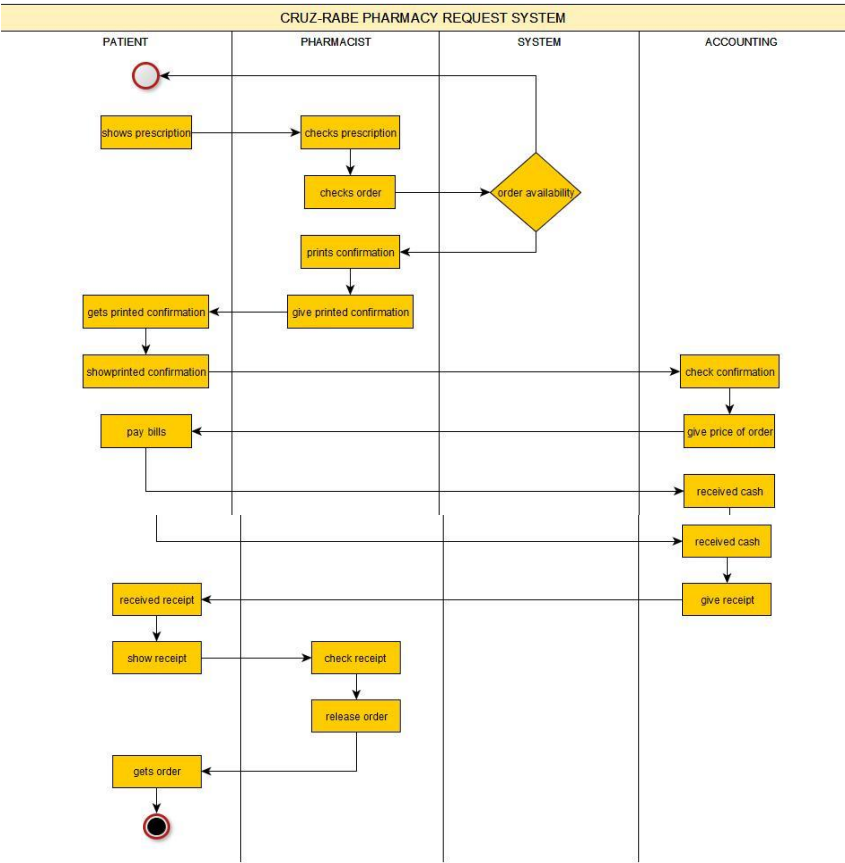 CRUZ-RABE PHARMACY REQUEST SYSTEM
PATIENT PHARMACIST SYSTEM ACCOUNTING
shows prescription checks prescription
checks order order availability
prints confirmation
gets printed confirmation give printed confirmation
showprinted confirmation check confirmation
pay bills give price of order
received cash
received cash
received receipt give receipt
show receipt check receipt
release order
gets order